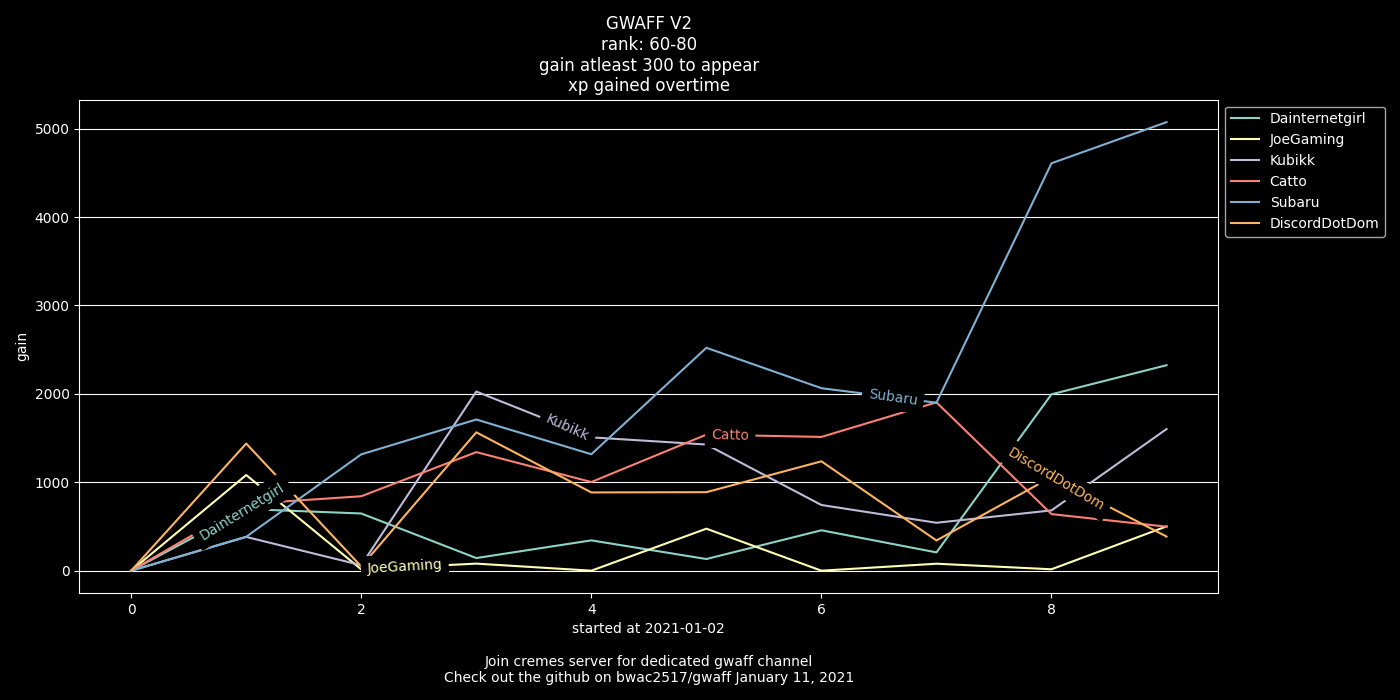 GWAFF V2
rank: 60-80
gain atleast 300 to appear
xp gained overtime
5000
4000
3000
2000
1000
0
gain
Dainternetgirl
JoeGaming
Kubikk
Catto
Subaru
DiscordDotDom
Dainternetgirl
JoeGaming
Kubikk
Catto
Subaru
DiscordDotDom
0
2
4
6
8
started at 2021-01-02
Join cremes server for dedicated gwaff channel
Check out the github on bwac2517/gwaff January 11, 2021